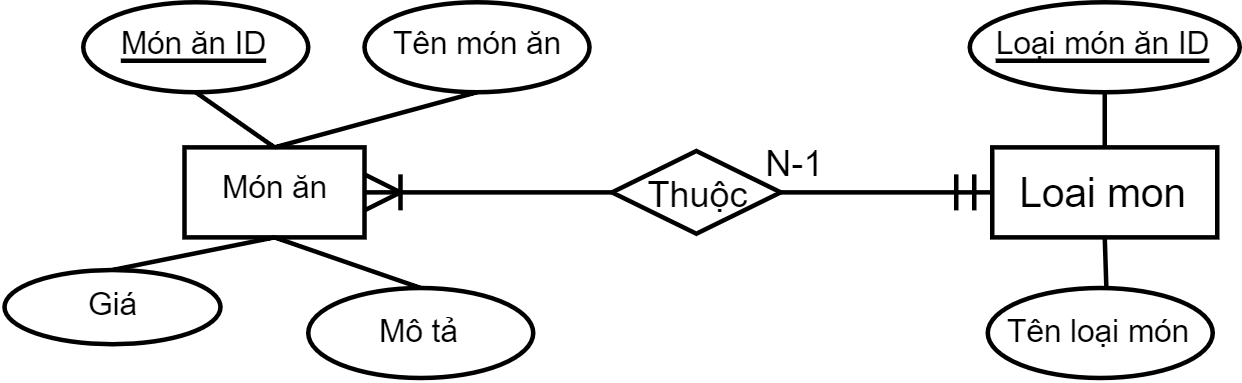 Món ăn ID
Tên món ăn
Loại món ăn ID
Món ăn
N-1
Thuộc
Loai mon
Giá
Mô tả
Tên loại món